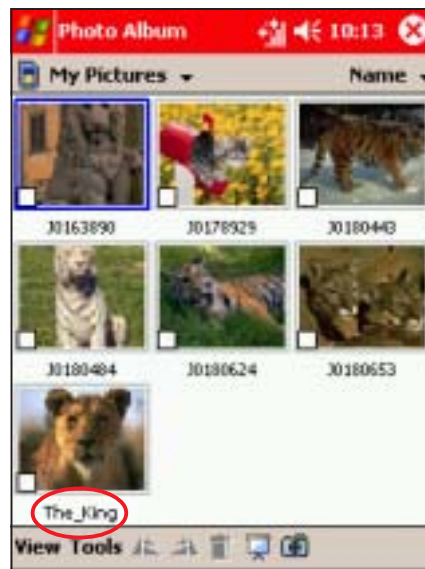 Photo Album 10:13
My Pictures Name
J0163890 J0178929 J0180443
J0180484 J0180624 J0180653
The_King
View Tools